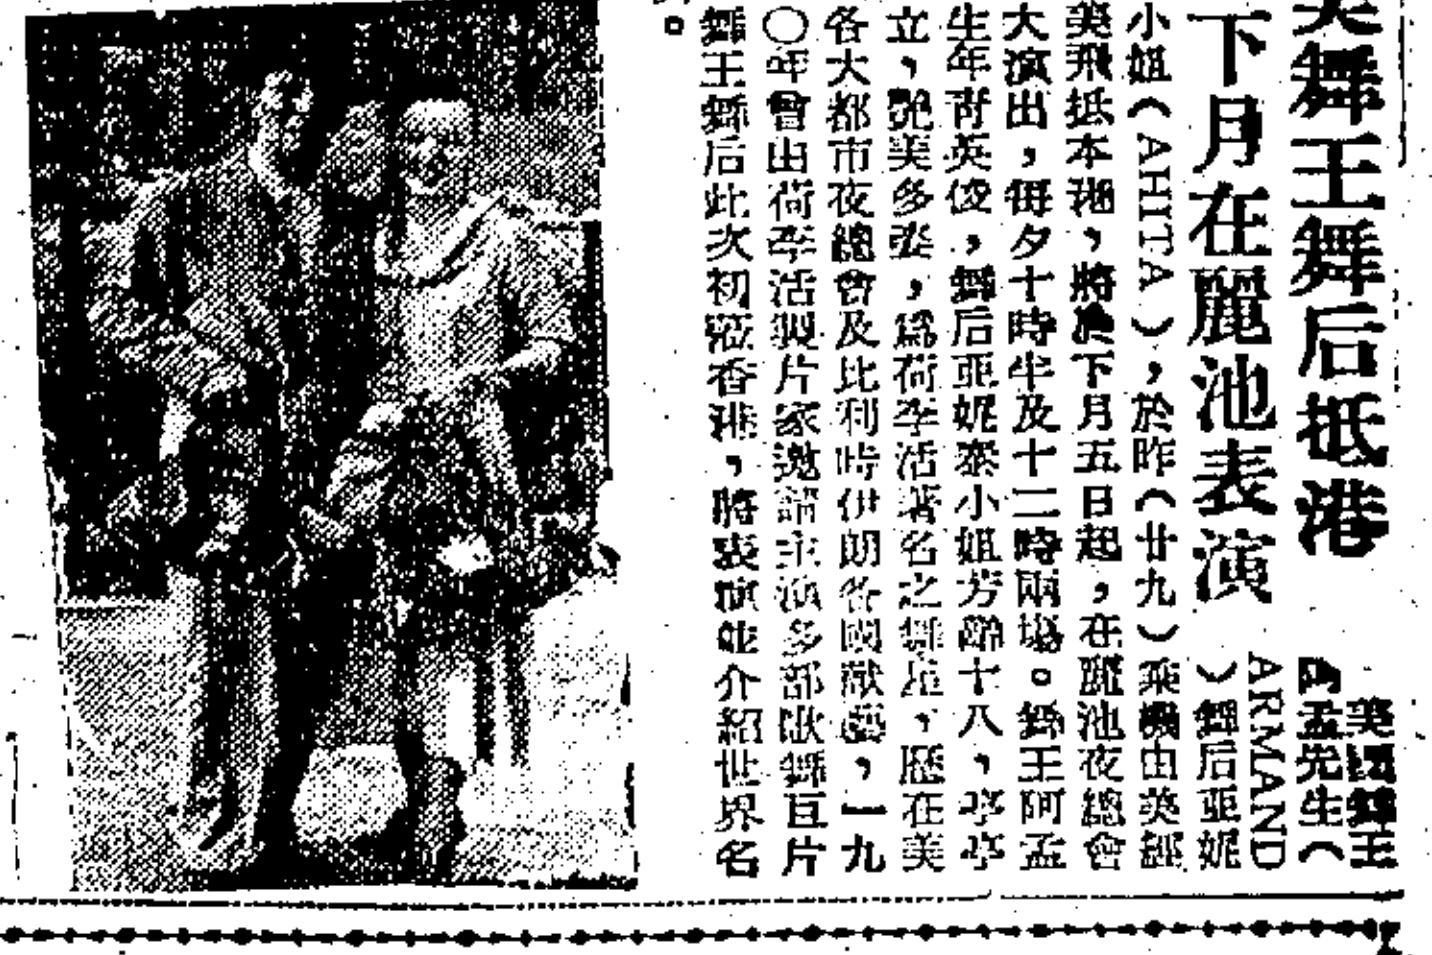 美舞王舞后抵港
下月在麗池表演
美國舞王
阿孟先生（
ARMAND
）舞后亞妮
小姐（AHITA），於昨（廿九）乘機由英經
美飛抵本港，將於下月五日起，在麗池夜總會
大演出，每夕十時半及十二時兩場。舞王阿孟
生年青英俊，舞后亞妮泰小姐芳齡十八，亭亭
立，艷美多姿，爲荷李活著名之舞星，歷在美
各大都市夜總會及比利時伊朗各國獻藝，一九
〇年曾由荷李活製片家邀請主演多部歌舞巨片
舞王舞后此次初蒞香港，將表演並介紹世界名
。